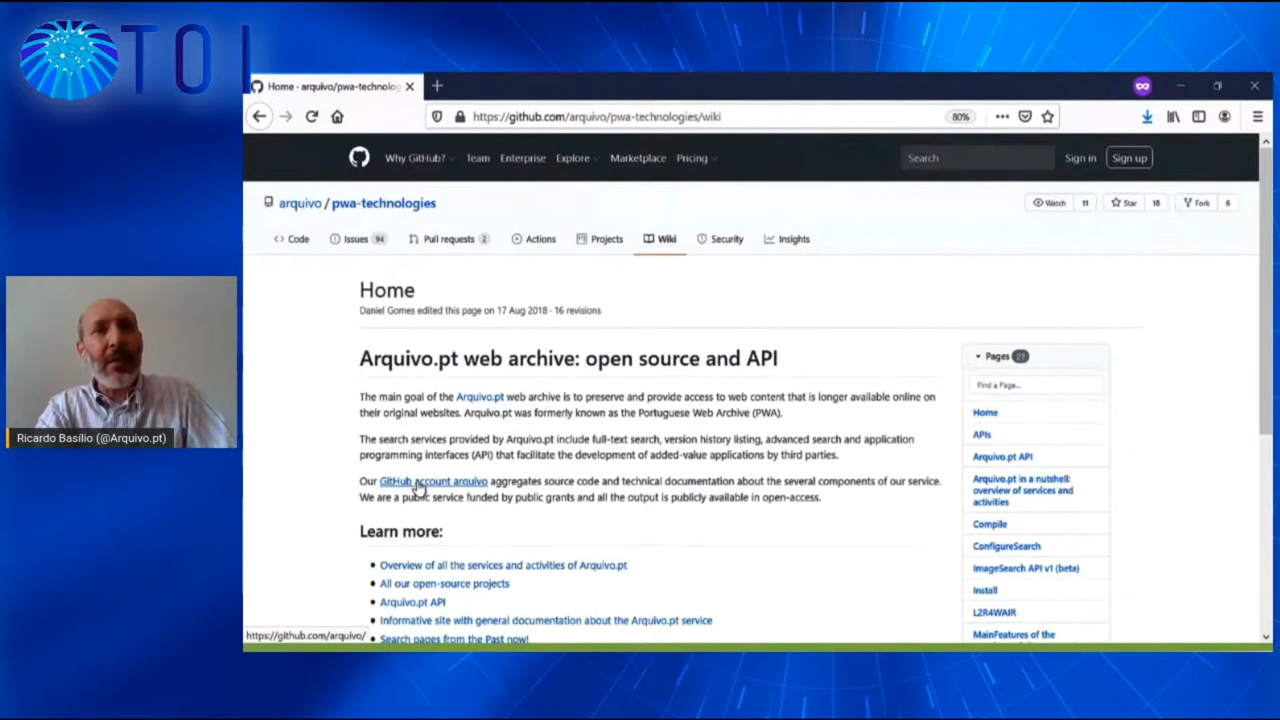 TOI
Home · arquivo/pwa-technolog
https://github.com/arquivo/pwa-technologies/wiki
80%
Why GitHub?
Team
Enterprise
Explore
Marketplace
Pricing
Search
Sign in
Sign up
arquivo / pwa-technologies
Watch 11
Star 18
Fork 6
Code
Issues 94
Pull requests 2
Actions
Projects
Wiki
Security
Insights
Home
Daniel Gomes edited this page on 17 Aug 2018 · 16 revisions
Arquivo.pt web archive: open source and API
The main goal of the Arquivo.pt web archive is to preserve and provide access to web content that is longer available online on
their original websites. Arquivo.pt was formerly known as the Portuguese Web Archive (PWA).
The search services provided by Arquivo.pt include full-text search, version history listing, advanced search and application
programming interfaces (API) that facilitate the development of added-value applications by third parties.
Our GitHub account arquivo aggregates source code and technical documentation about the several components of our service.
We are a public service funded by public grants and all the output is publicly available in open-access.
Learn more:
Overview of all the services and activities of Arquivo.pt
All our open-source projects
Arquivo.pt API
Informative site with general documentation about the Arquivo.pt service
Search pages from the Past now!
Pages 27
Find a Page...
Home
APIs
Arquivo.pt API
Arquivo.pt in a nutshell:
overview of services and
activities
Compile
ConfigureSearch
ImageSearch API v1 (beta)
Install
L2R4WAIR
MainFeatures of the
https://github.com/arquivo/
Ricardo Basílio (@Arquivo.pt)